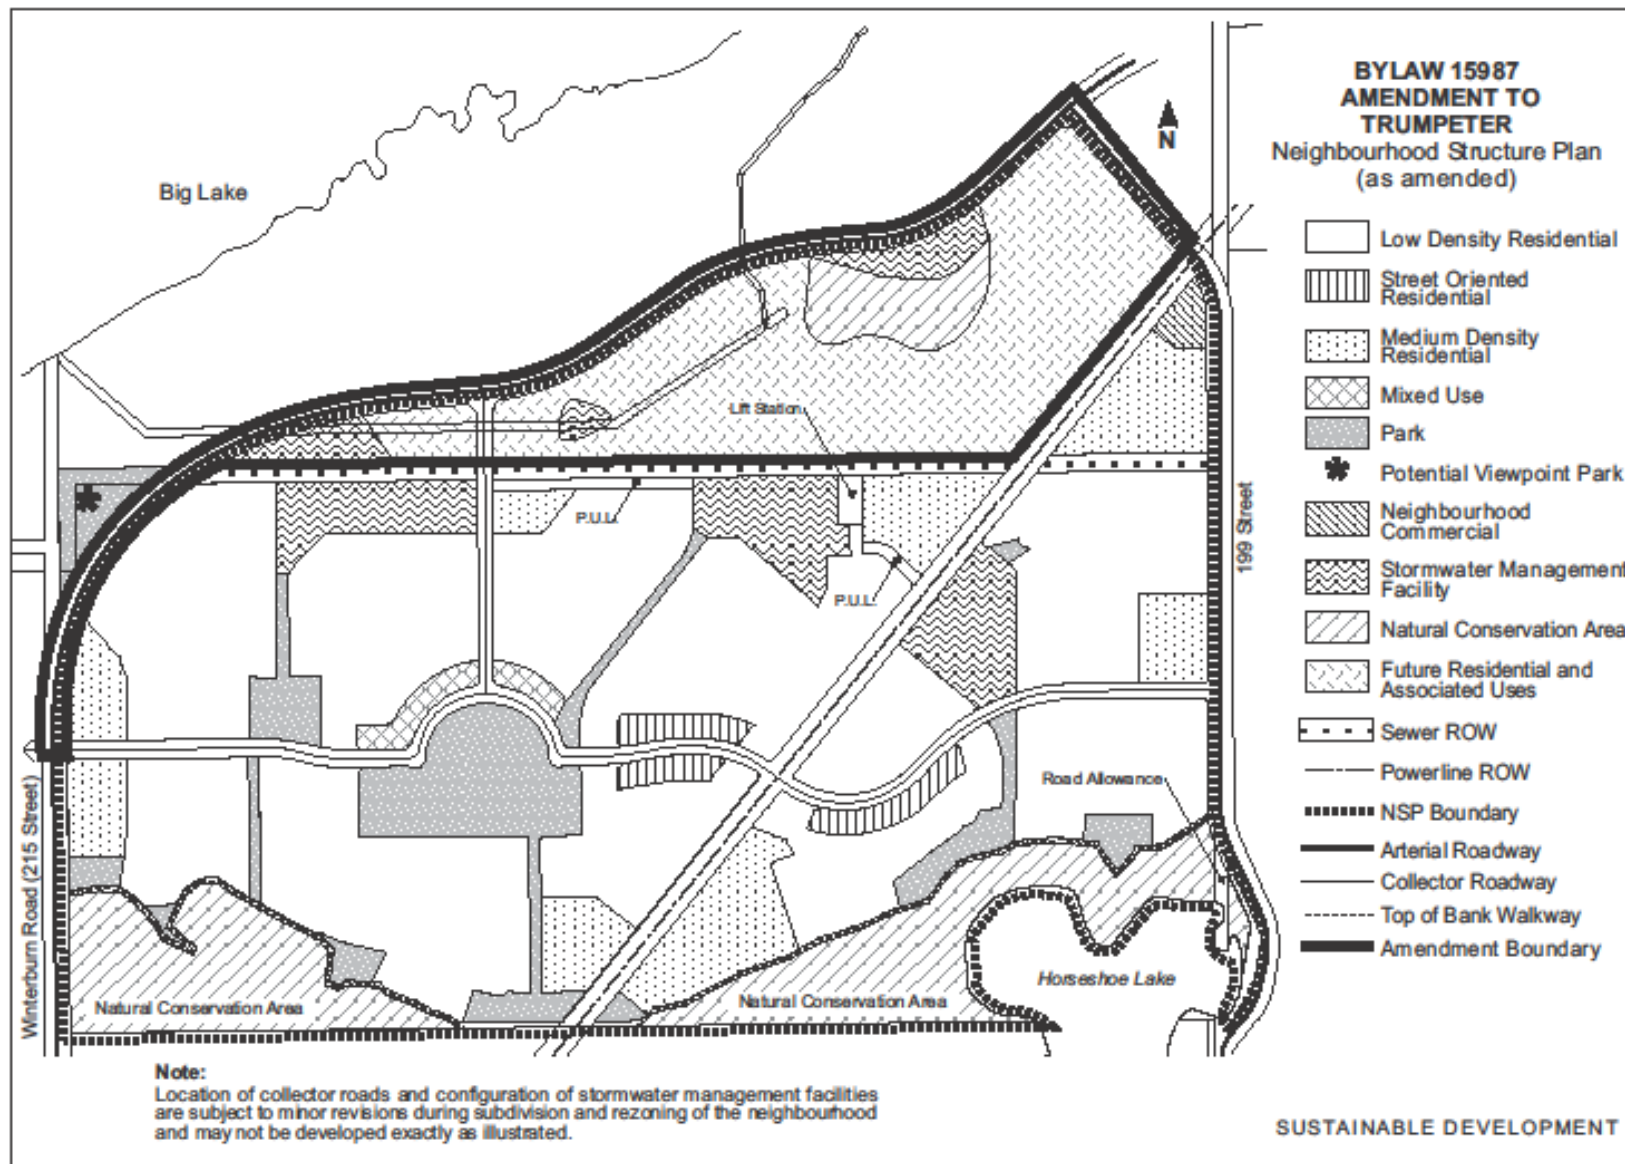 BYLAW 15987
AMENDMENT TO
TRUMPETER
Neighbourhood Structure Plan
(as amended)
N
Big Lake
Low Density Residential
Street Oriented
Residential
Medium Density
Residential
Mixed Use
Park
Potential Viewpoint Park
Neighbourhood
Commercial
Stormwater Management
Facility
Natural Conservation Area
Future Residential and
Associated Uses
Sewer ROW
Powerline ROW
NSP Boundary
Arterial Roadway
Collector Roadway
Top of Bank Walkway
Amendment Boundary
Lift Station
P.U.L.
P.U.L.
199 Street
Road Allowance
Winterburn Road (215 Street)
Horseshoe Lake
Natural Conservation Area
Natural Conservation Area
Note:
Location of collector roads and configuration of stormwater management facilities
are subject to minor revisions during subdivision and rezoning of the neighbourhood
and may not be developed exactly as illustrated.
SUSTAINABLE DEVELOPMENT